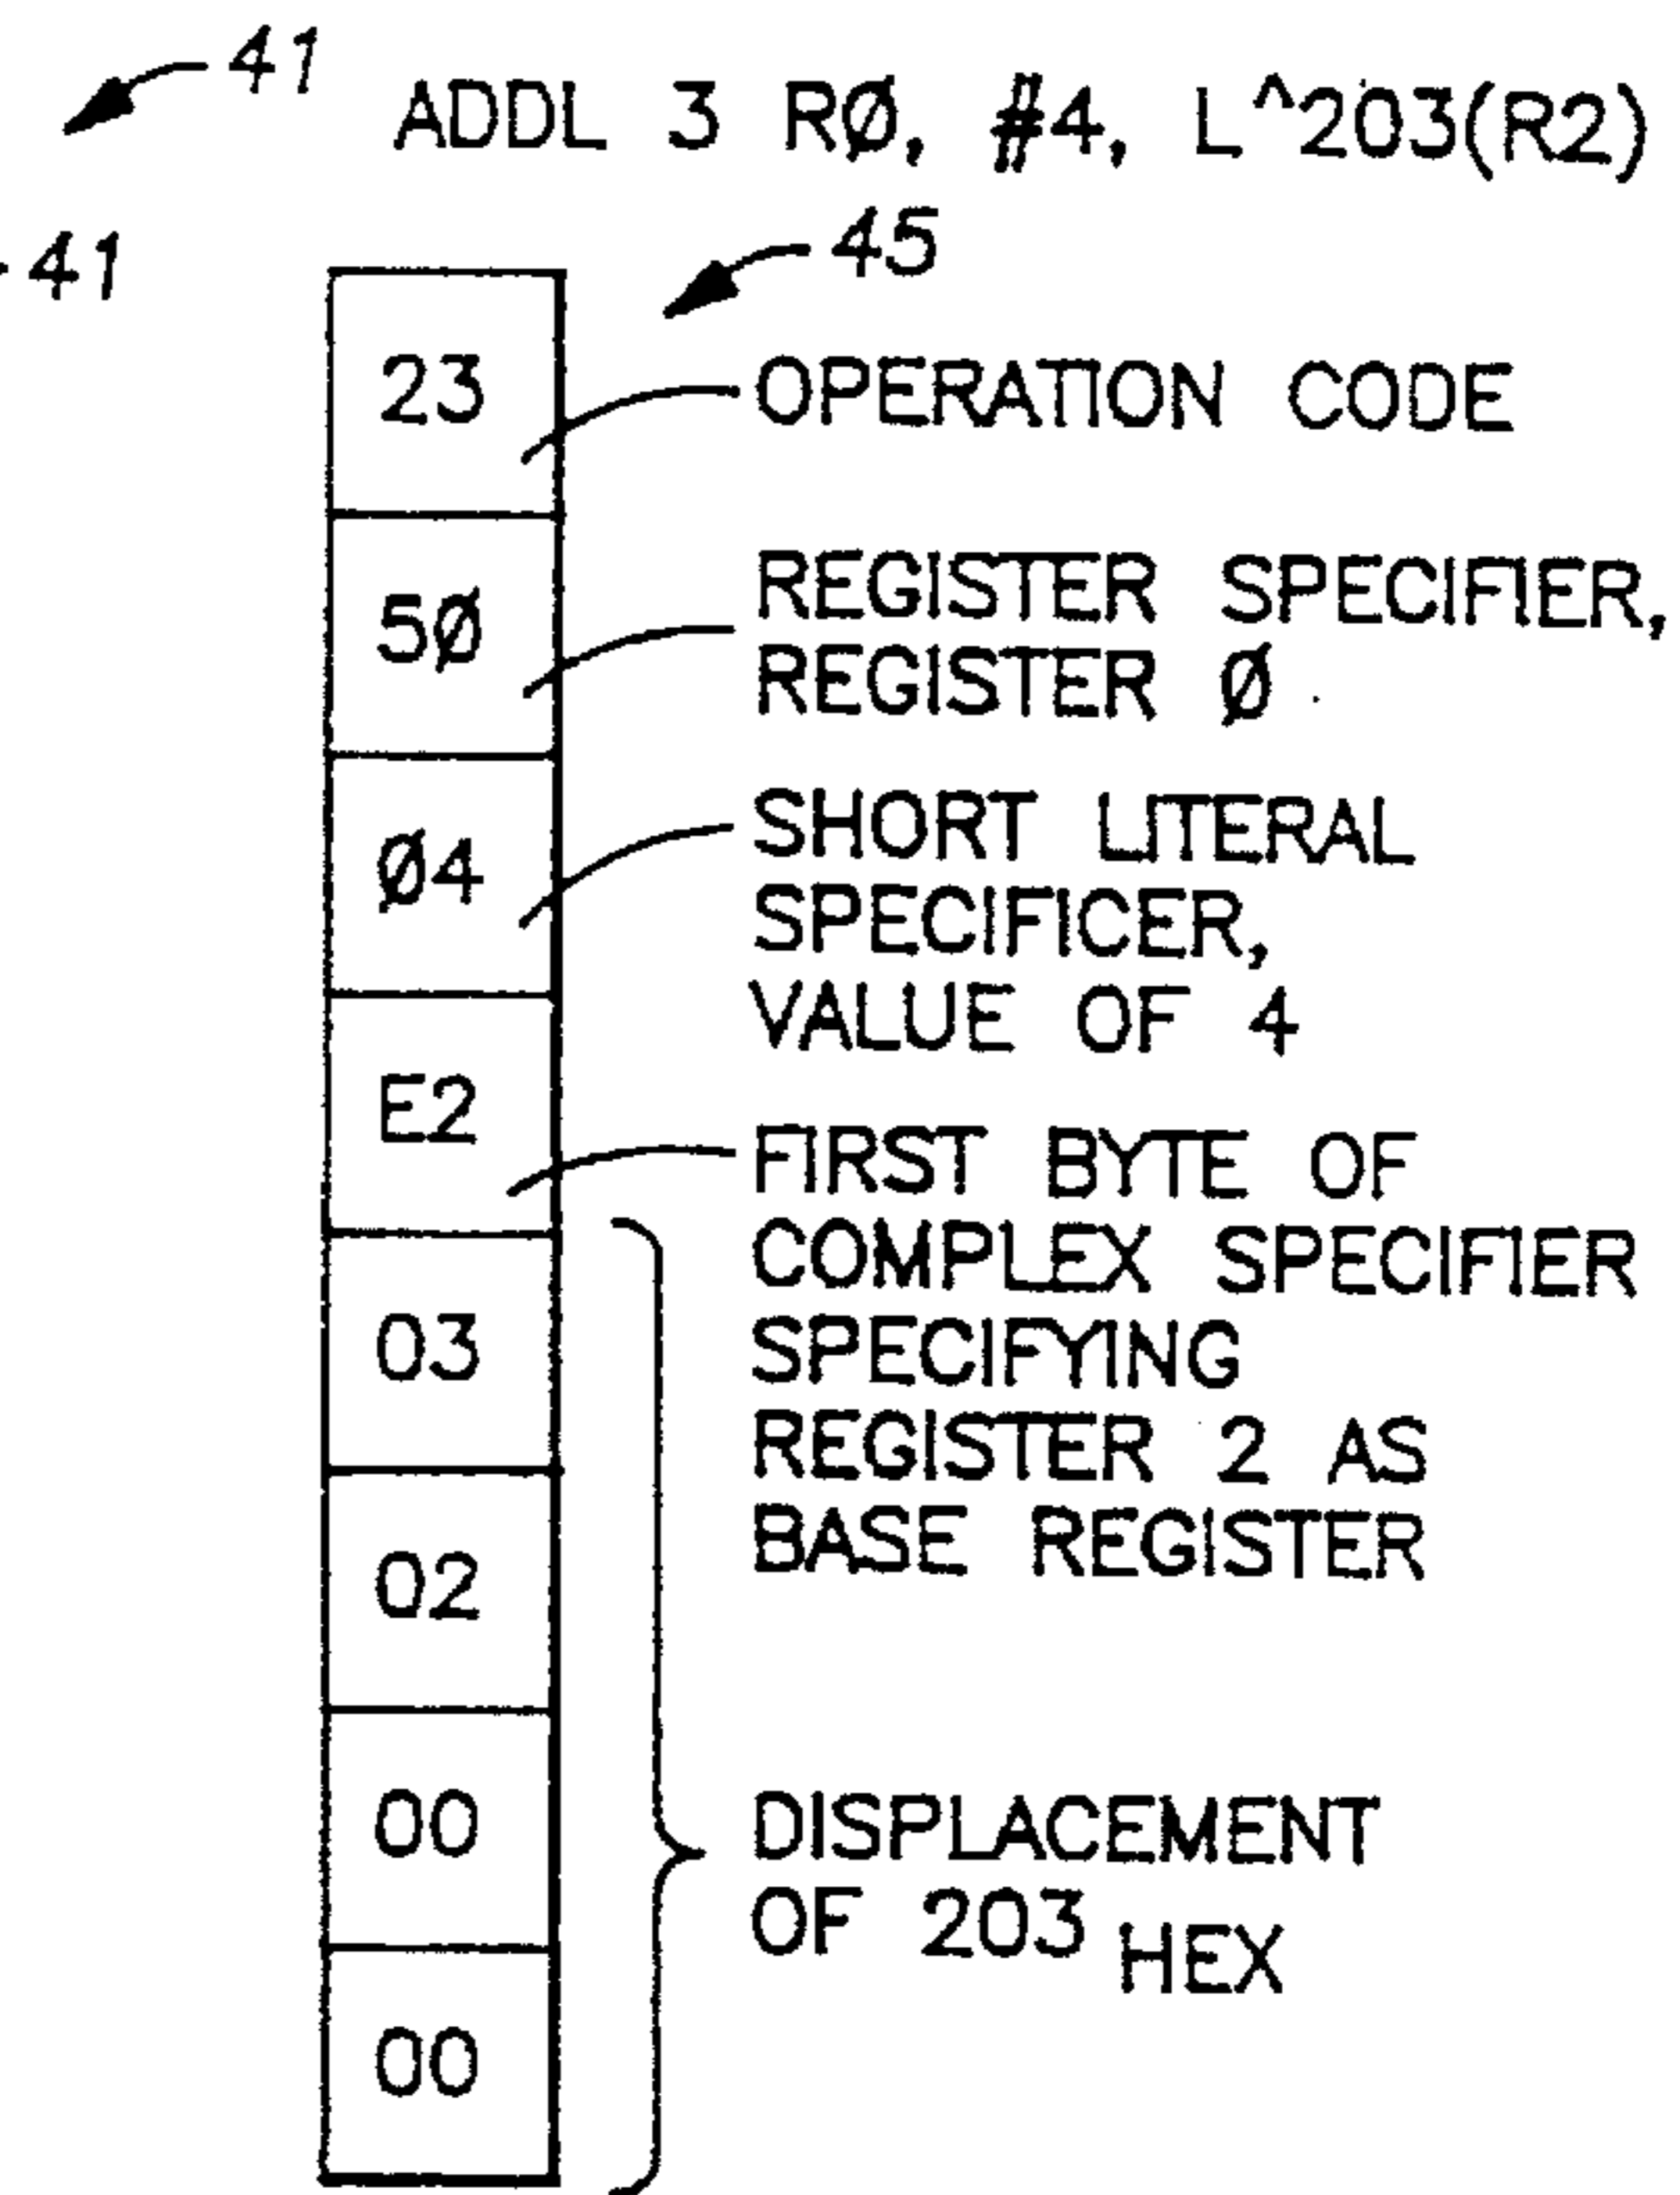 41
ADDL 3 RØ, #4, L^203(R2)
41
45
23
OPERATION CODE
5Ø
REGISTER SPECIFIER,
REGISTER Ø
Ø4
SHORT LITERAL
SPECIFICER,
VALUE OF 4
E2
FIRST BYTE OF
COMPLEX SPECIFIER
SPECIFYING
REGISTER 2 AS
BASE REGISTER
03
02
00
00
DISPLACEMENT
OF 203 HEX